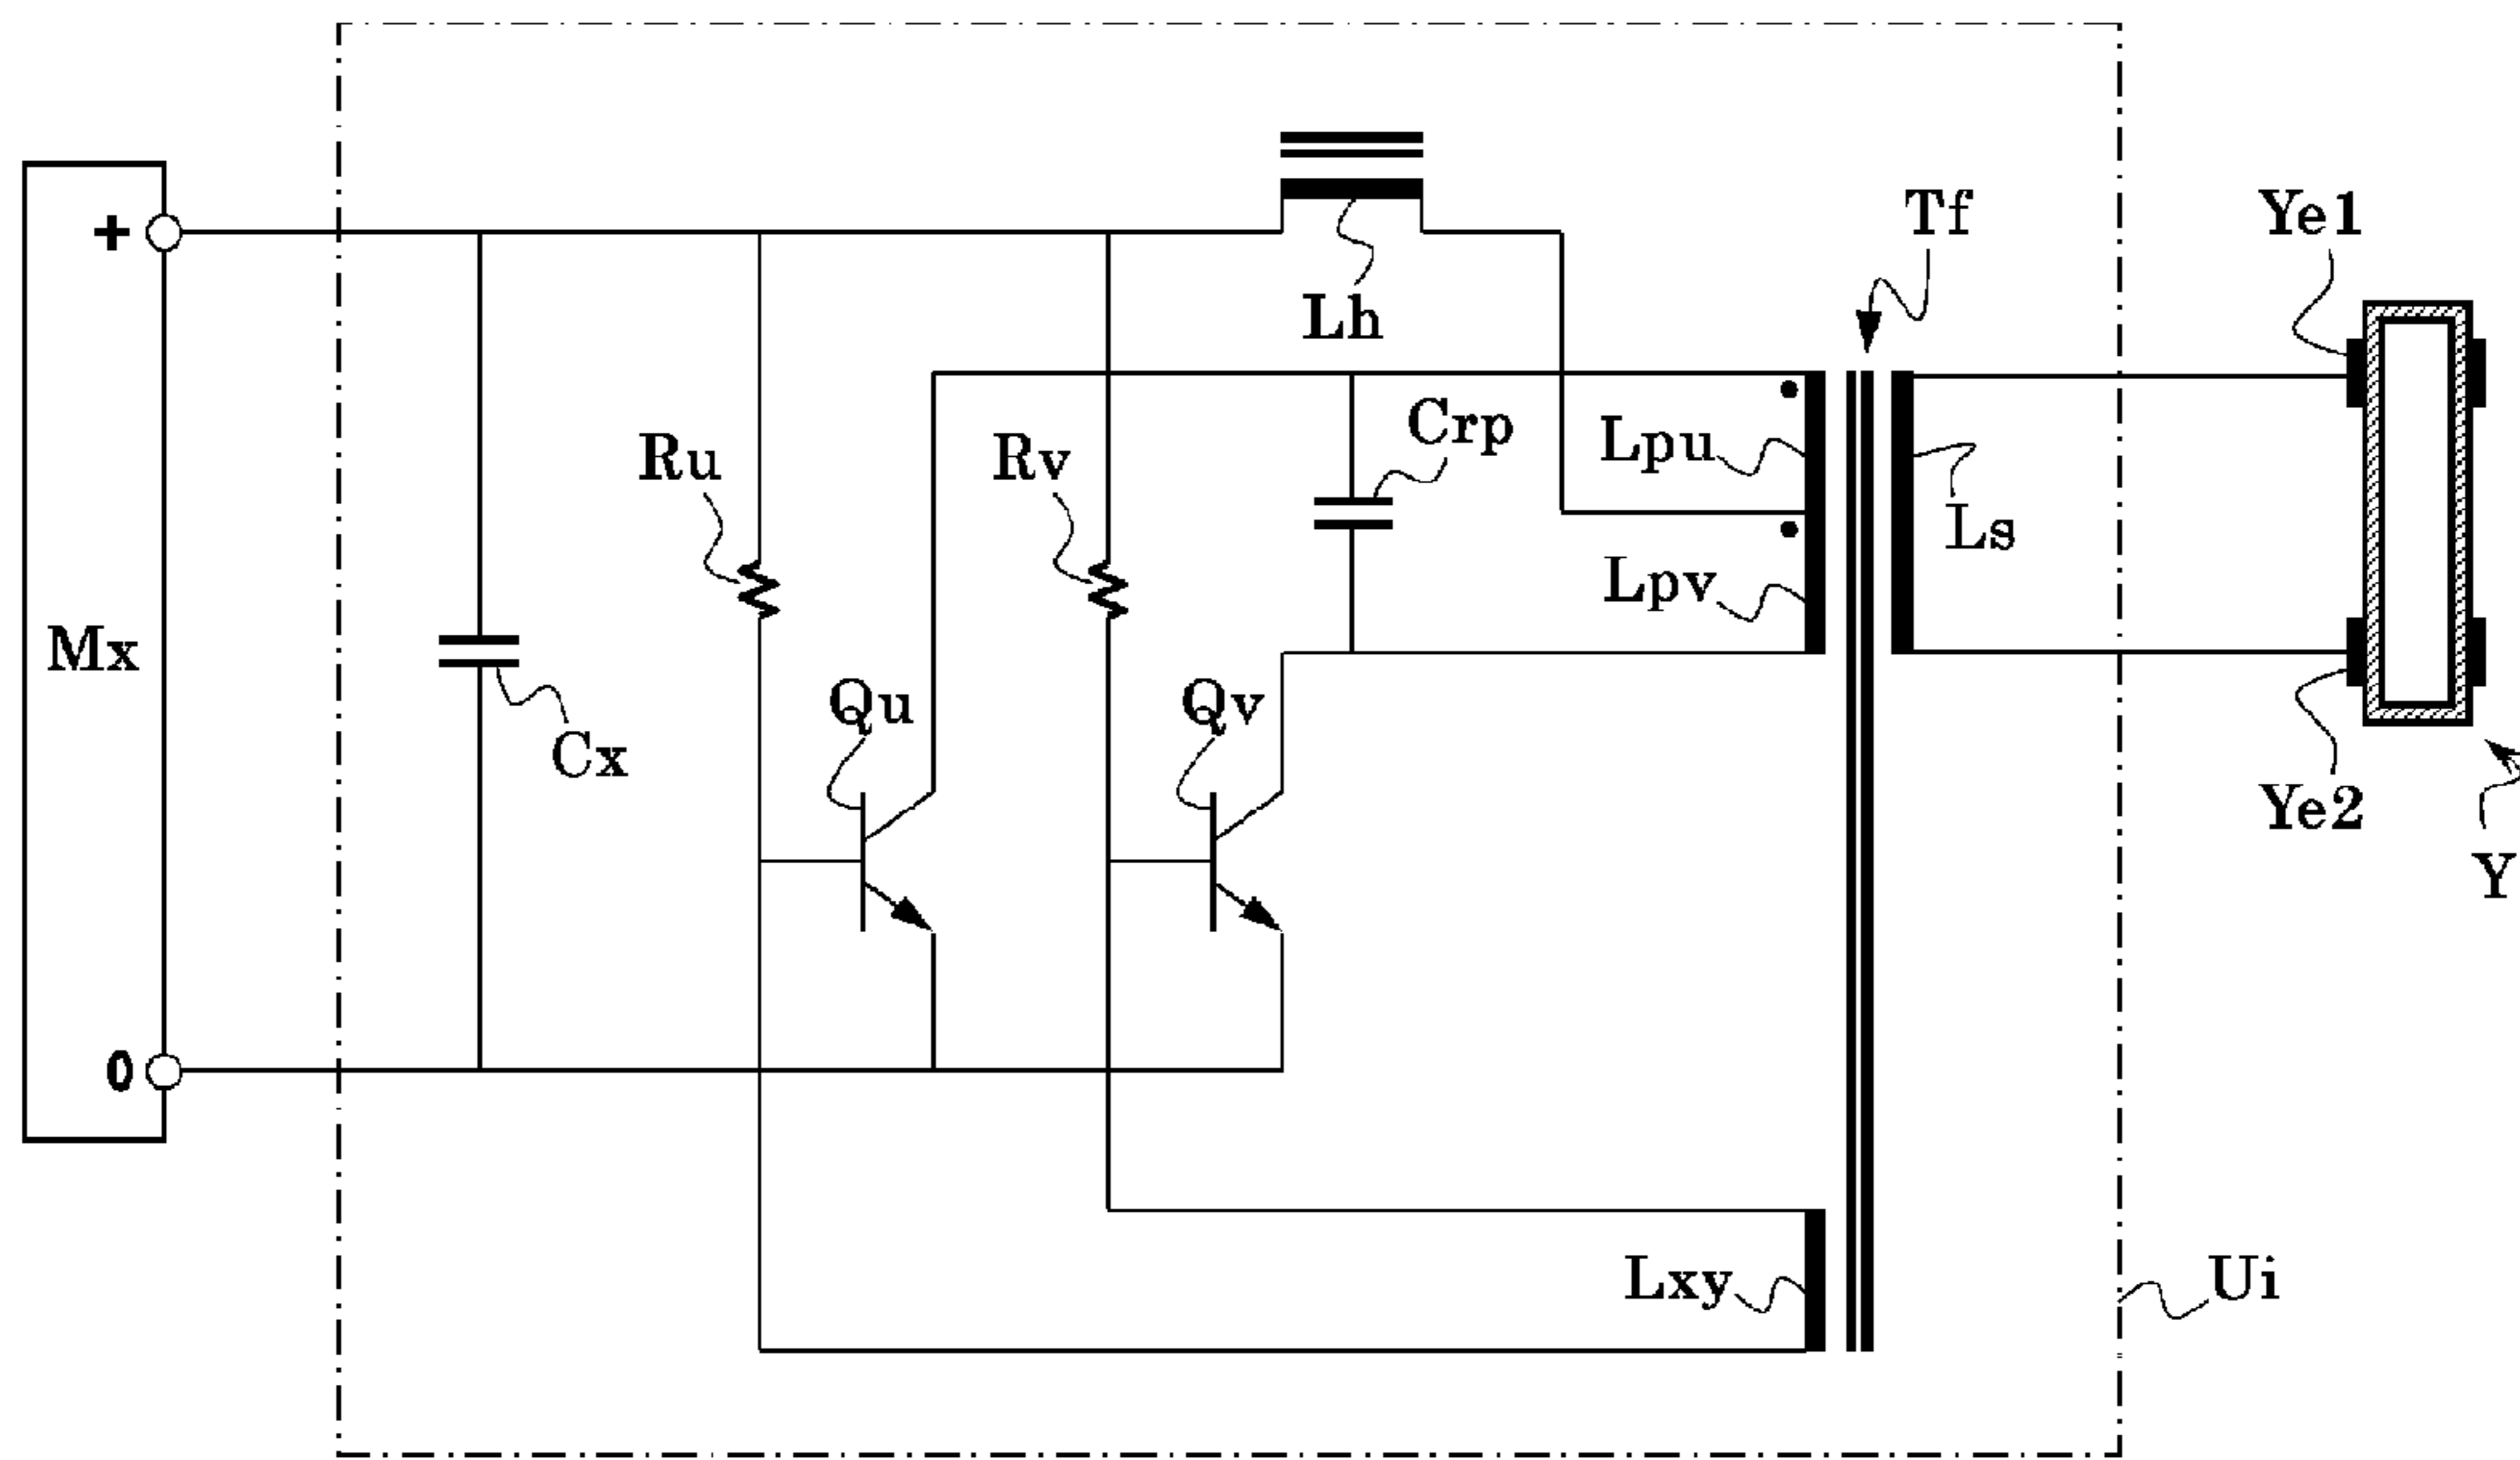 Tf
Ye1
+
Lh
Crp
Ru
Rv
Lpu
Ls
Lpv
Mx
Qu
Qv
Cx
Ye2
Y
0
Lxy
Ui